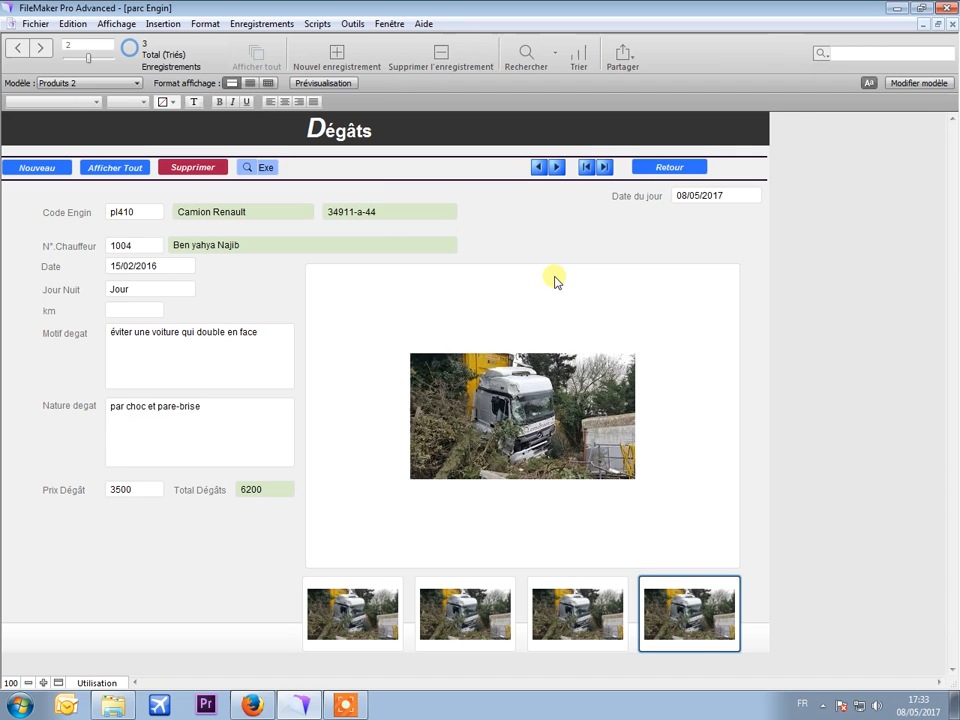 FileMaker Pro Advanced - [parc Engin]
Fichier Edition Affichage Insertion Format Enregistrements Scripts Outils Fenêtre Aide
2
3
Total (Triés)
Enregistrements
Afficher tout
Nouvel enregistrement
Supprimer l'enregistrement
Rechercher
Trier
Partager
Modèle : Produits 2
Format affichage :
Prévisualisation
Aa
Modifier modèle
T B I U
Dégâts
Nouveau
Afficher Tout
Supprimer
Exe
Retour
Date du jour 08/05/2017
Code Engin pl410 Camion Renault 34911-a-44
N°.Chauffeur 1004 Ben yahya Najib
Date 15/02/2016
Jour Nuit Jour
km
Motif degat éviter une voiture qui double en face
Nature degat par choc et pare-brise
Prix Dégât 3500 Total Dégâts 6200
100 Utilisation
Pr
FR
17:33
08/05/2017